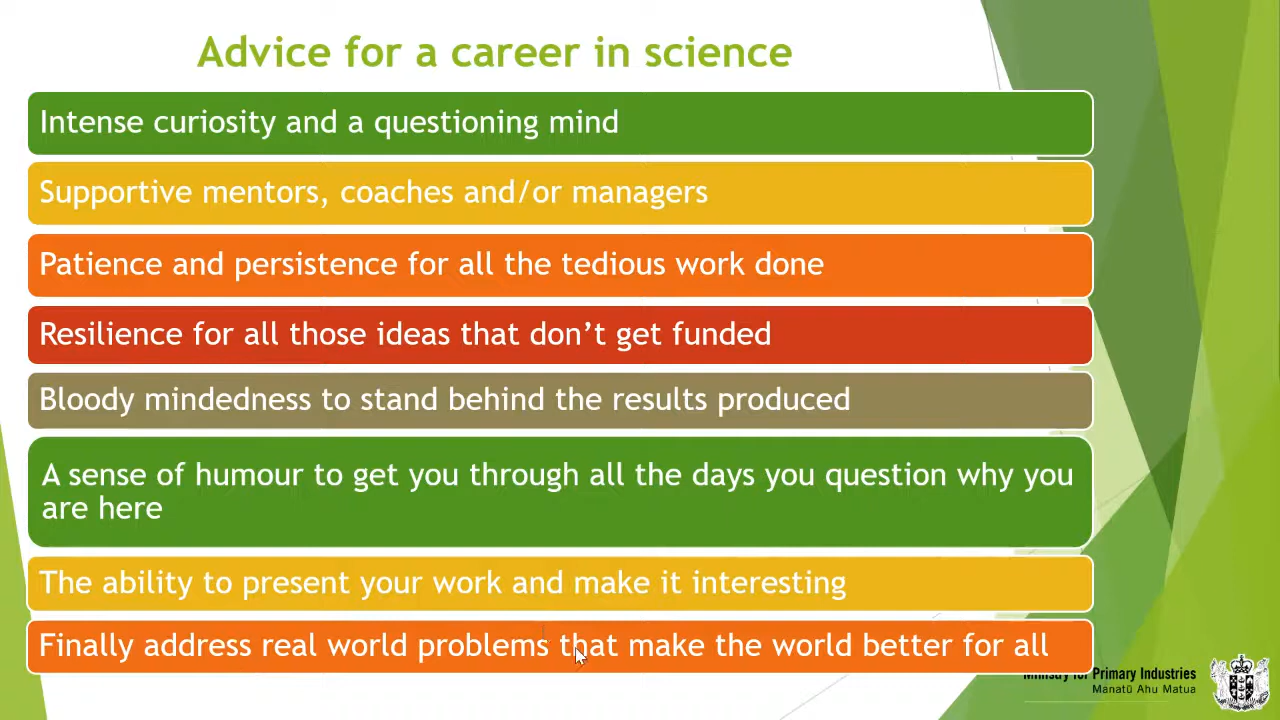 Advice for a career in science
Intense curiosity and a questioning mind
Supportive mentors, coaches and/or managers
Patience and persistence for all the tedious work done
Resilience for all those ideas that don’t get funded
Bloody mindedness to stand behind the results produced
A sense of humour to get you through all the days you question why you
are here
The ability to present your work and make it interesting
Finally address real world problems that make the world better for all
Ministry for Primary Industries
Manatū Ahu Matua